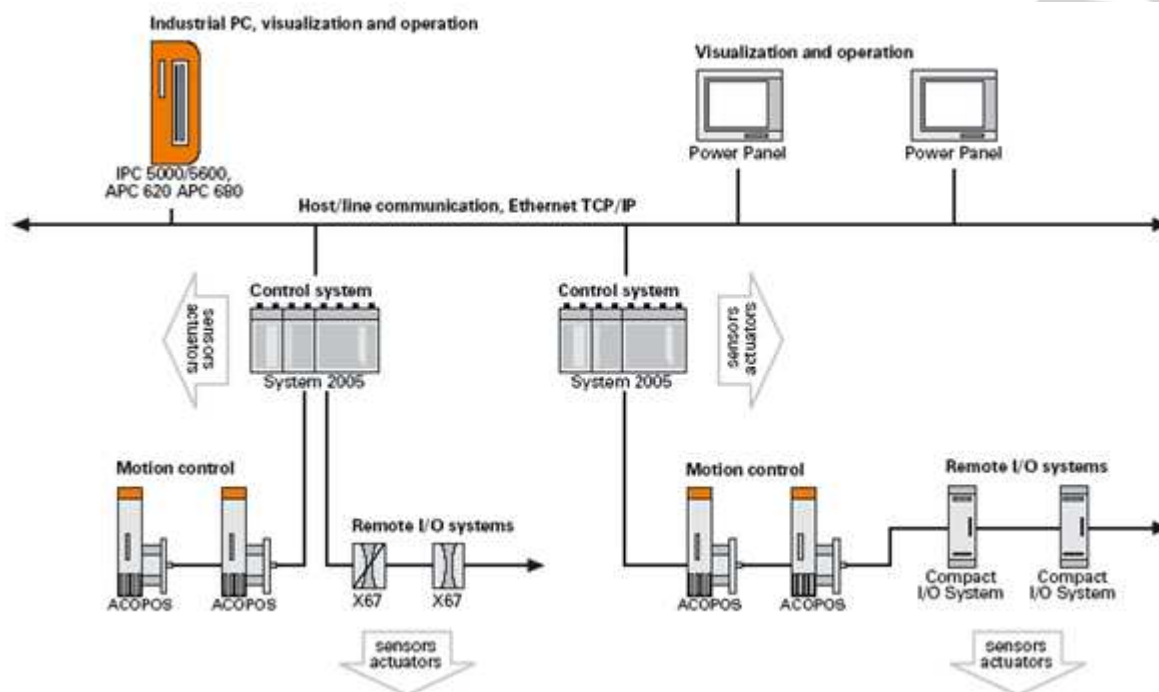 Industrial PC, visualization and operation
Visualization and operation
IPC 5000/5600,
APC 620 APC 680
Power Panel
Power Panel
Host/line communication, Ethernet TCP/IP
Control system
Control system
sensors
actuators
sensors
actuators
System 2005
System 2005
Motion control
Motion control
Remote I/O systems
Remote I/O systems
ACOPOS
ACOPOS
X67
X67
ACOPOS
ACOPOS
Compact
I/O System
Compact
I/O System
sensors
actuators
sensors
actuators